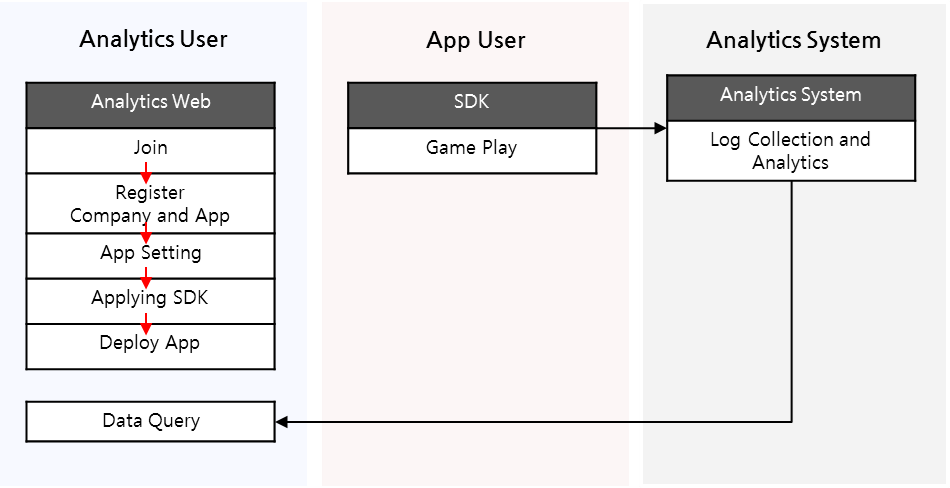 Analytics User
Analytics Web
Join
Register
Company and App
App Setting
Applying SDK
Deploy App
Data Query
App User
SDK
Game Play
Analytics System
Analytics System
Log Collection and
Analytics